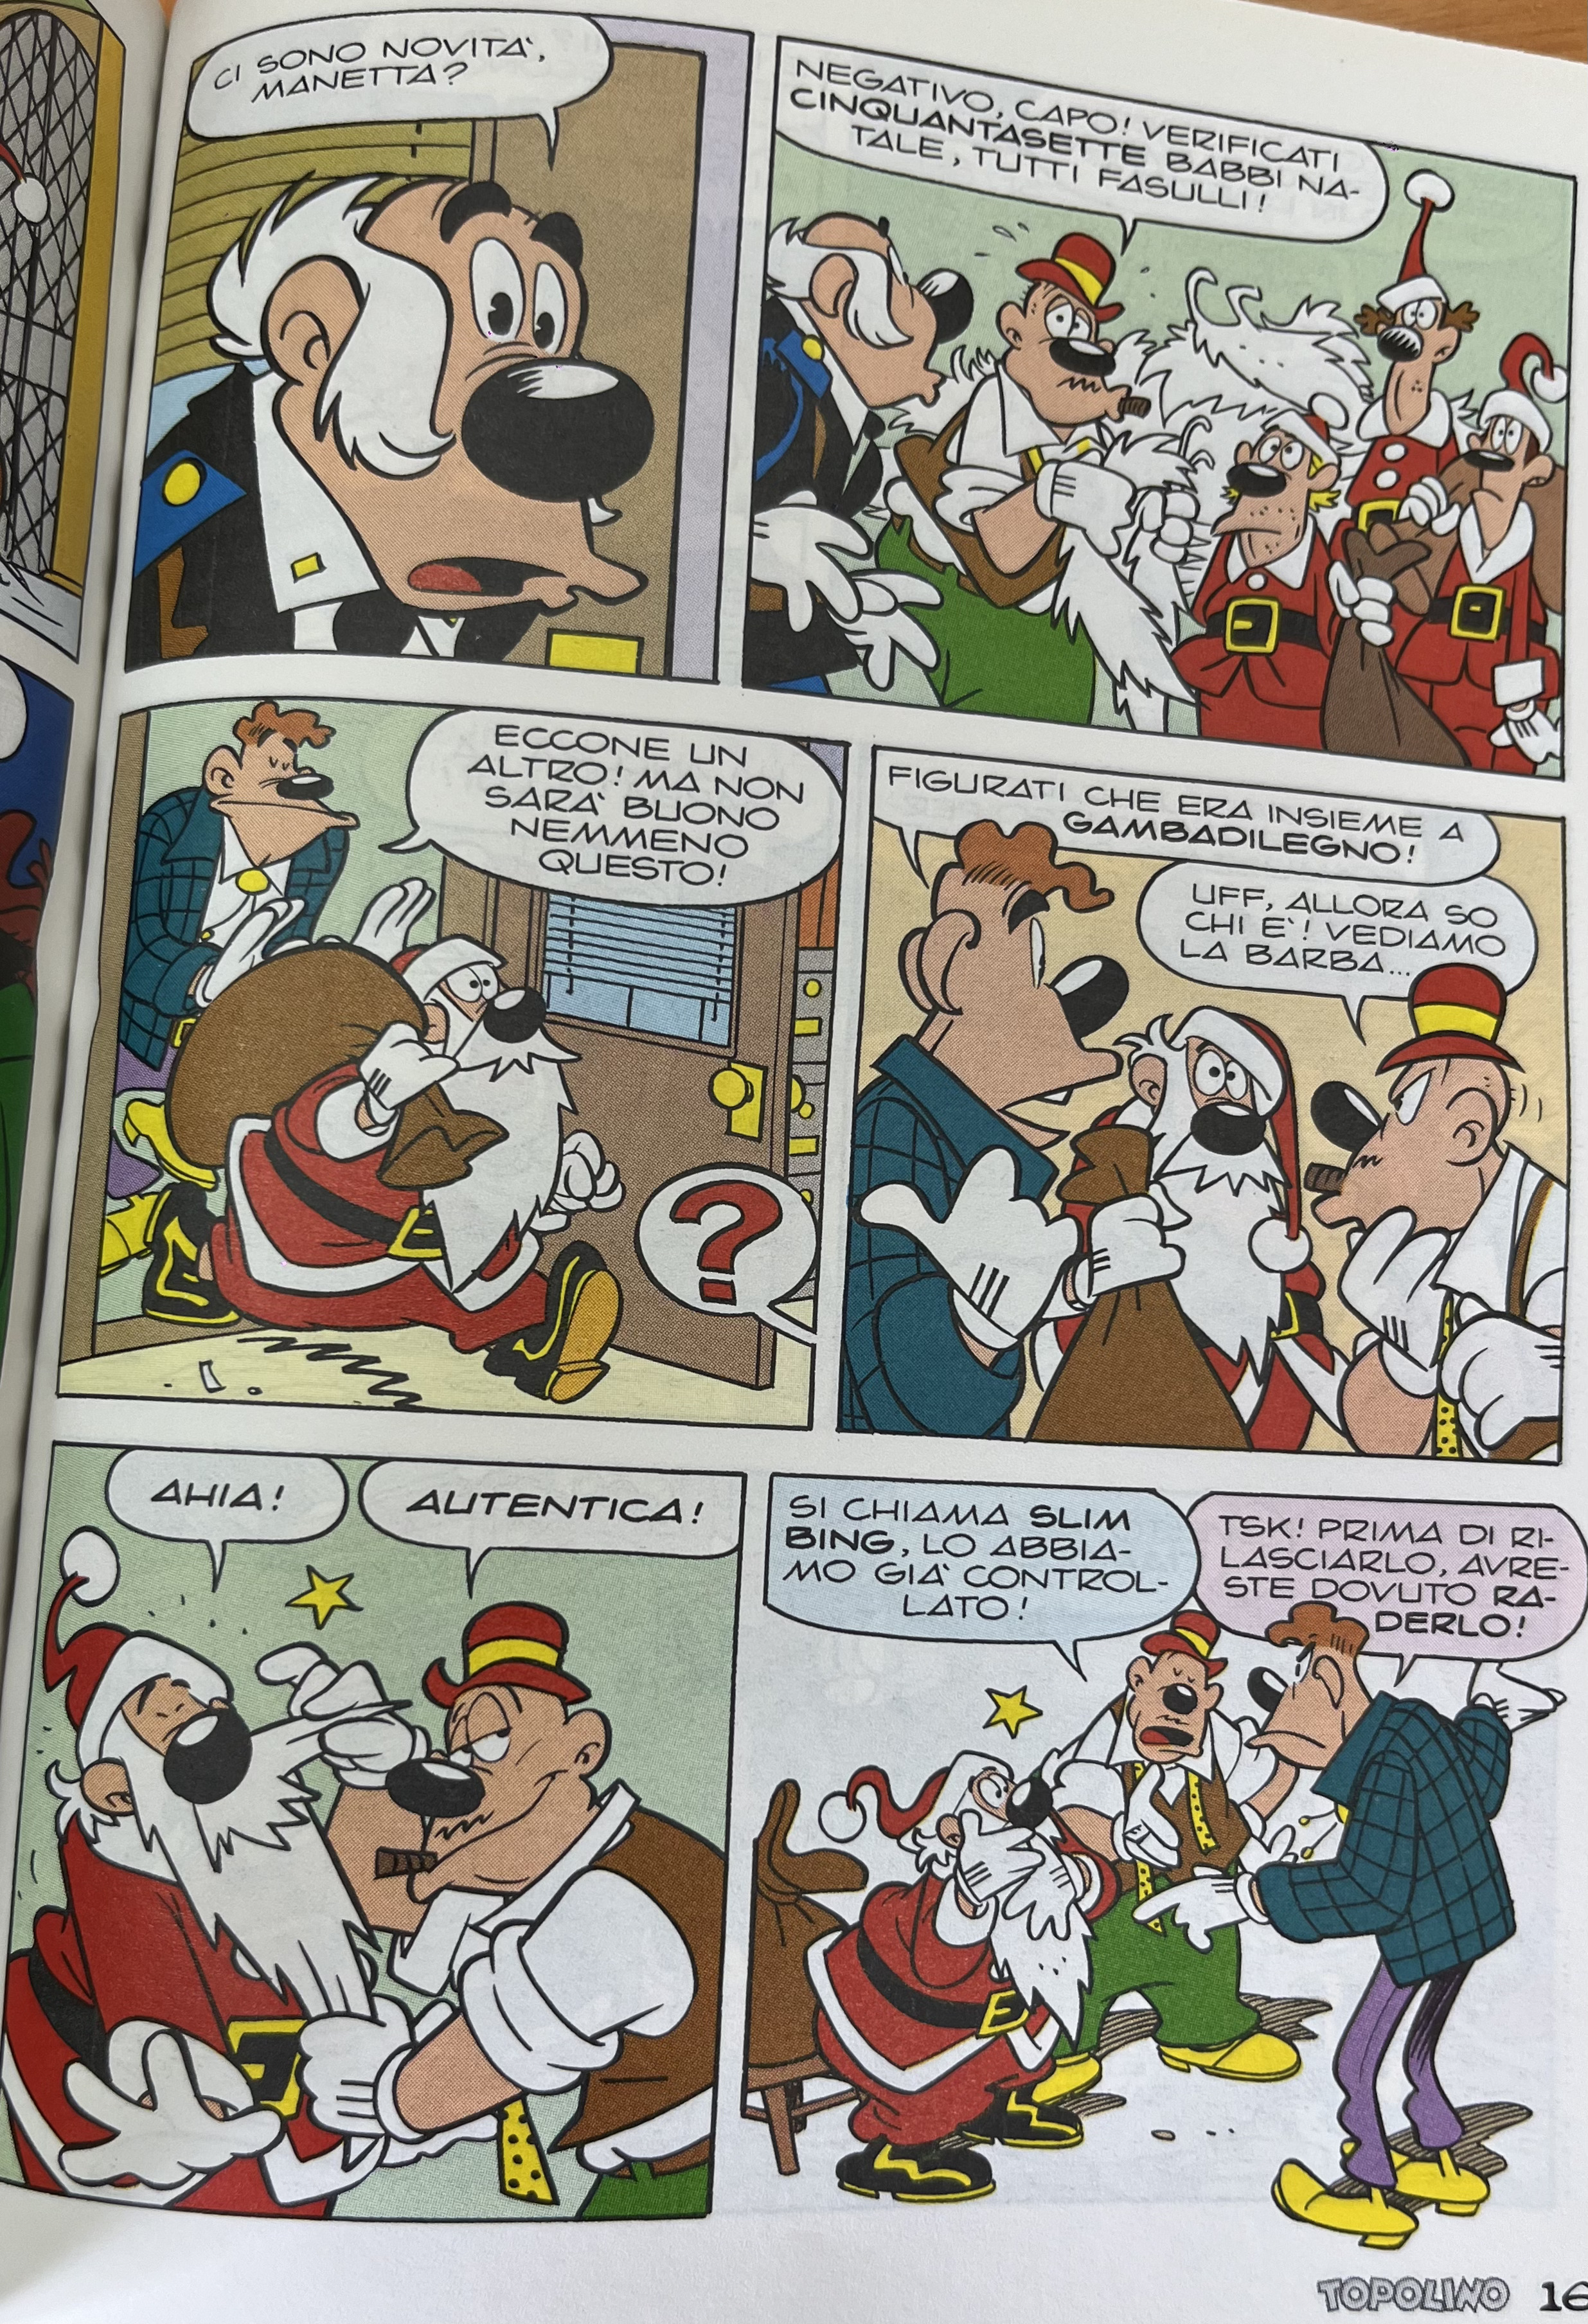 CI SONO NOVITA',
MANETTA?
NEGATIVO, CAPO! VERIFICATI
CINQUANTASETTE BABBI NA-
TALE, TUTTI FASULLI!
ECCONE UN
ALTRO! MA NON
SARA' BUONO
NEMMENO
QUESTO!
?
FIGURATI CHE ERA INSIEME A
GAMBADILEGNO!
UFF, ALLORA SO
CHI E'! VEDIAMO
LA BARBA...
AHIA!
AUTENTICA!
SI CHIAMA SLIM
BING, LO ABBIA-
MO GIA' CONTROL-
LATO!
TSK! PRIMA DI RI-
LASCIARLO, AVRE-
STE DOVUTO RA-
DERLO!
TOPOLINO